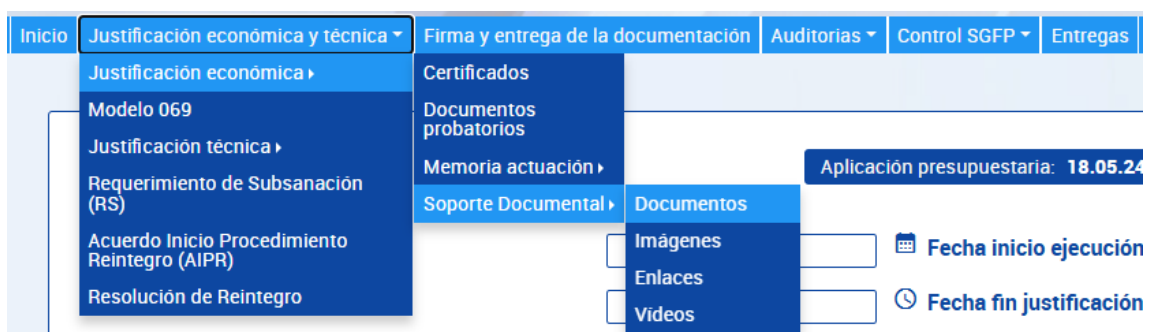 Inicio
Justificación económica y técnica
Firma y entrega de la documentación
Auditorias
Control SGFP
Entregas
Justificación económica
Modelo 069
Justificación técnica
Requerimiento de Subsanación
(RS)
Acuerdo Inicio Procedimiento
Reintegro (AIPR)
Resolución de Reintegro
Certificados
Documentos
probatorios
Memoria actuación
Soporte Documental
Documentos
Imágenes
Enlaces
Vídeos
Aplicación presupuestaria: 18.05.24
Fecha inicio ejecución
Fecha fin justificación